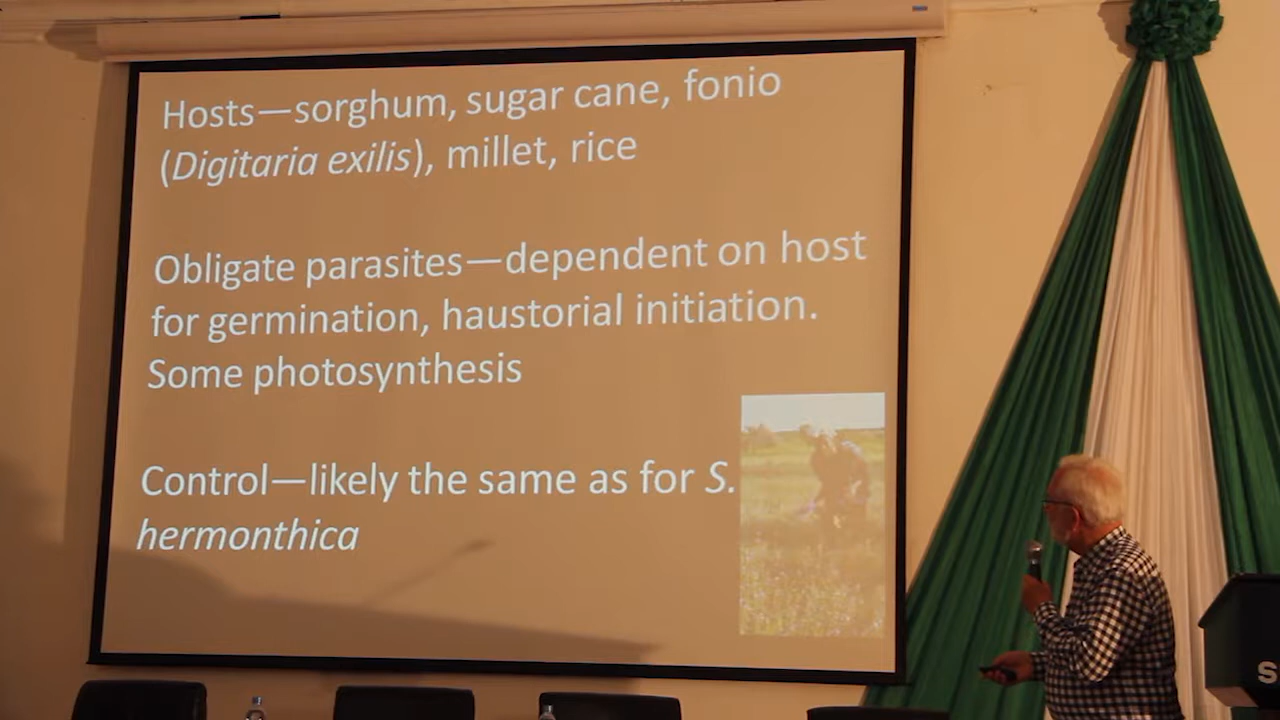 Hosts—sorghum, sugar cane, fonio
(Digitaria exilis), millet, rice
Obligate parasites—dependent on host
for germination, haustorial initiation.
Some photosynthesis
Control—likely the same as for S.
hermonthica
S